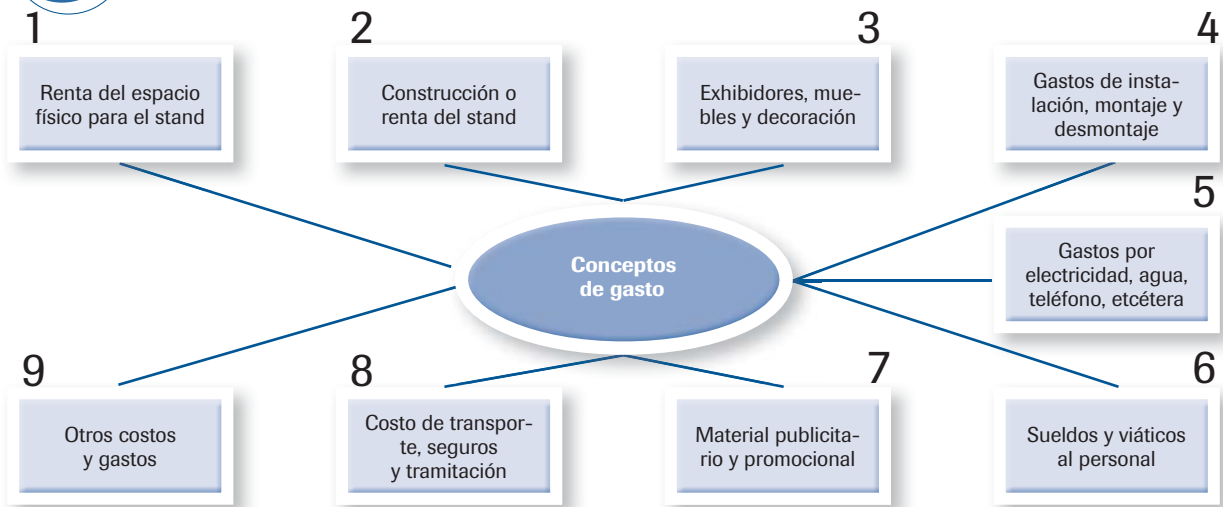 1
Renta del espacio
físico para el stand
2
Construcción o
renta del stand
3
Exhibidores, mue-
bles y decoración
4
Gastos de insta-
lación, montaje y
desmontaje
5
Gastos por
electricidad, agua,
teléfono, etcétera
Conceptos
de gasto
9
Otros costos
y gastos
8
Costo de transpor-
te, seguros
y tramitación
7
Material publicita-
rio y promocional
6
Sueldos y viáticos
al personal